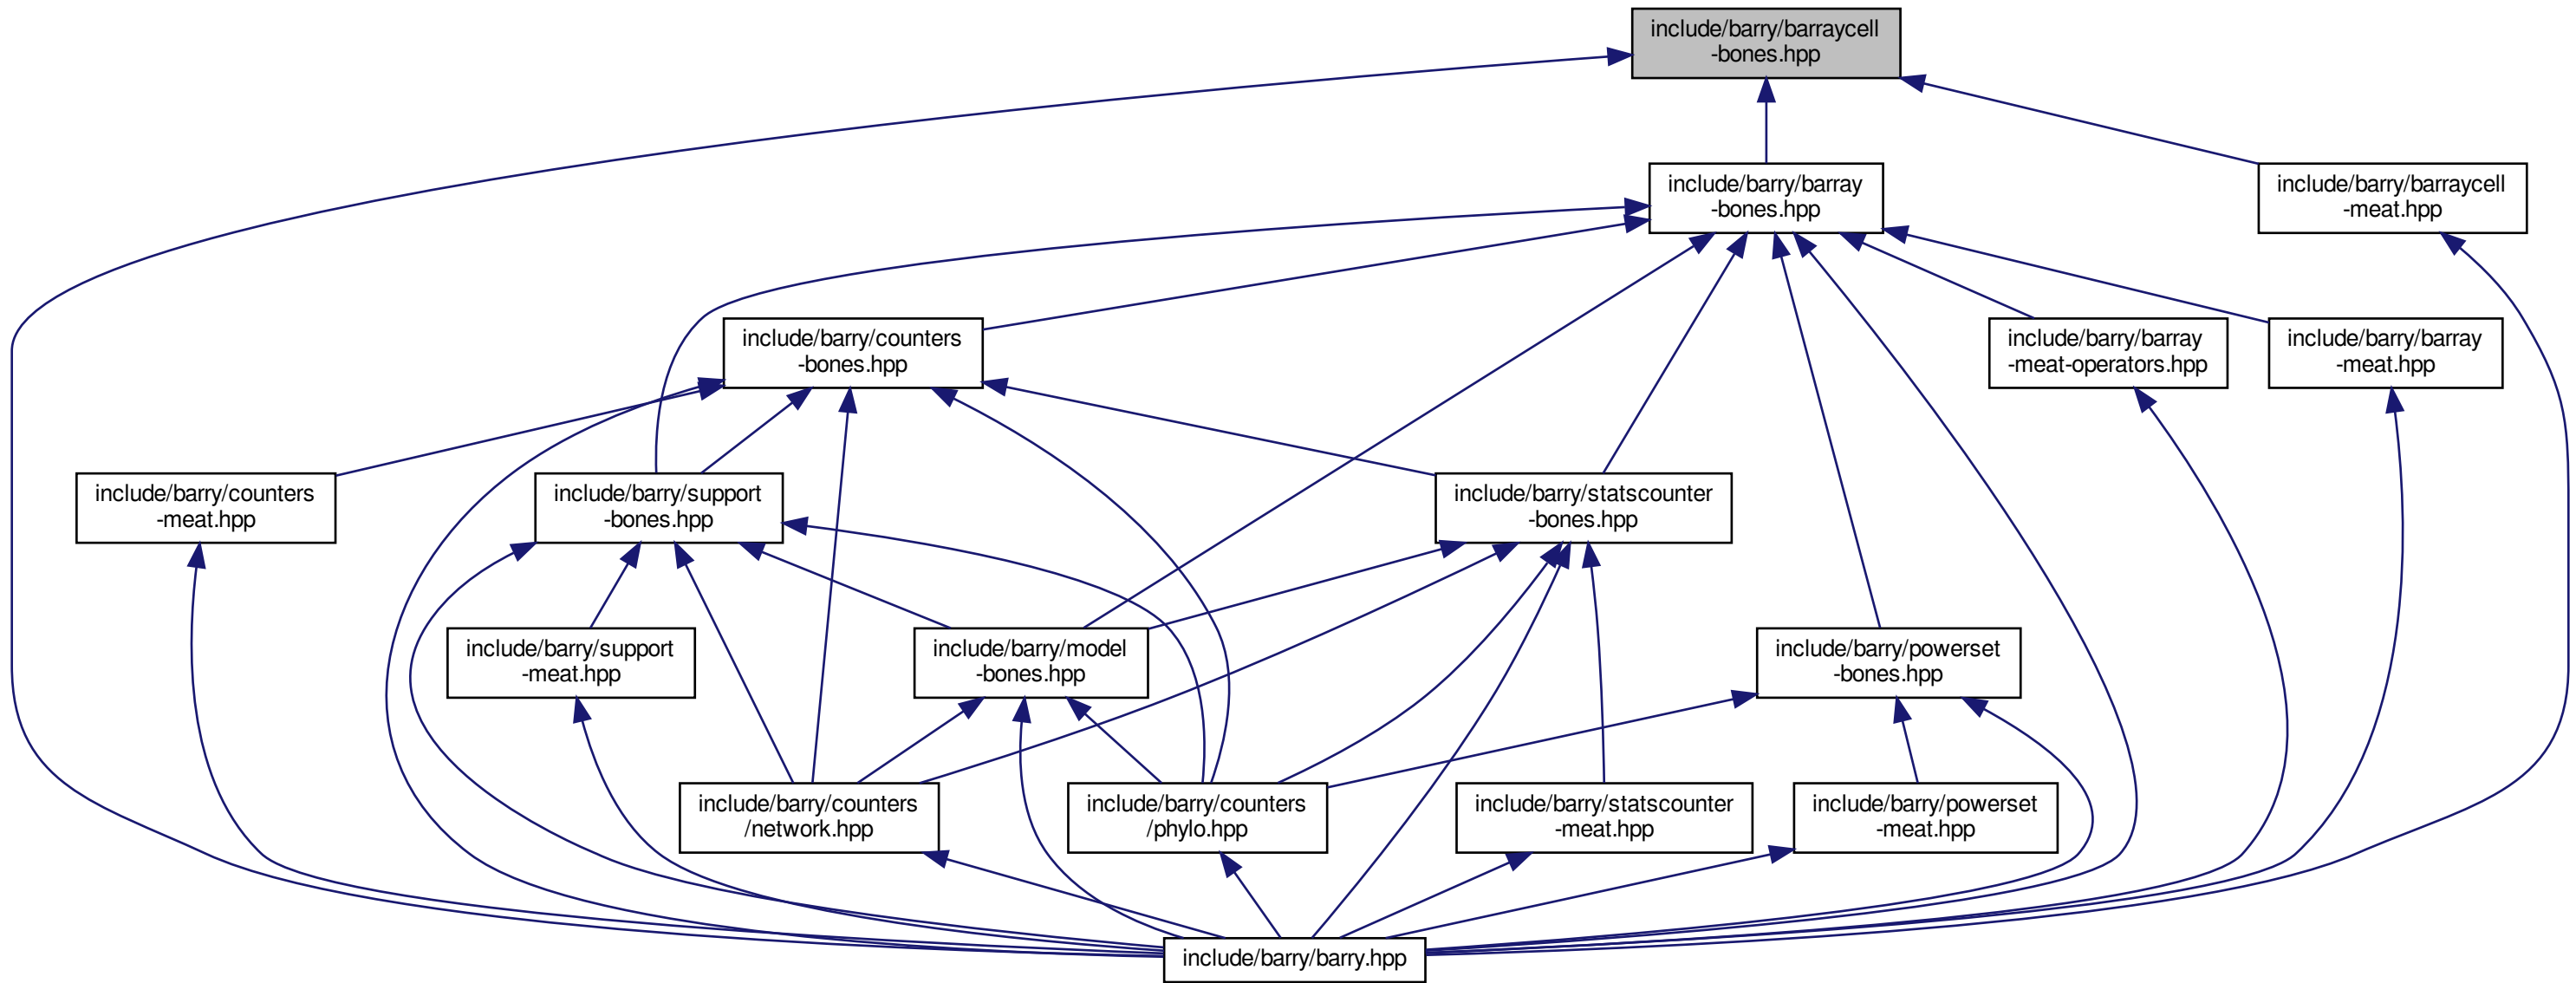 include/barry/barraycell
-bones.hpp
include/barry/barray
-bones.hpp
include/barry/barraycell
-meat.hpp
include/barry/counters
-bones.hpp
include/barry/barray
-meat-operators.hpp
include/barry/barray
-meat.hpp
include/barry/counters
-meat.hpp
include/barry/support
-bones.hpp
include/barry/statscounter
-bones.hpp
include/barry/support
-meat.hpp
include/barry/model
-bones.hpp
include/barry/powerset
-bones.hpp
include/barry/counters
/network.hpp
include/barry/counters
/phylo.hpp
include/barry/statscounter
-meat.hpp
include/barry/powerset
-meat.hpp
include/barry/barry.hpp